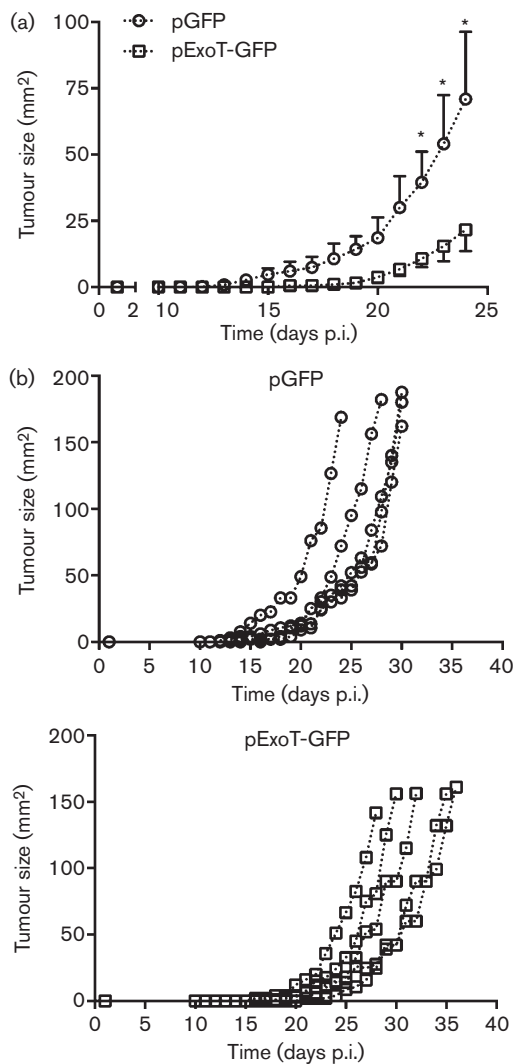 (a)
100
75
50
25
0
Tumour size (mm²)
pGFP
pExoT-GFP
*
*
*
0 2 10 15 20 25
Time (days p.i.)
(b)
pGFP
200
150
100
50
0
Tumour size (mm²)
0 5 10 15 20 25 30 35 40
Time (days p.i.)
pExoT-GFP
200
150
100
50
0
Tumour size (mm²)
0 5 10 15 20 25 30 35 40
Time (days p.i.)